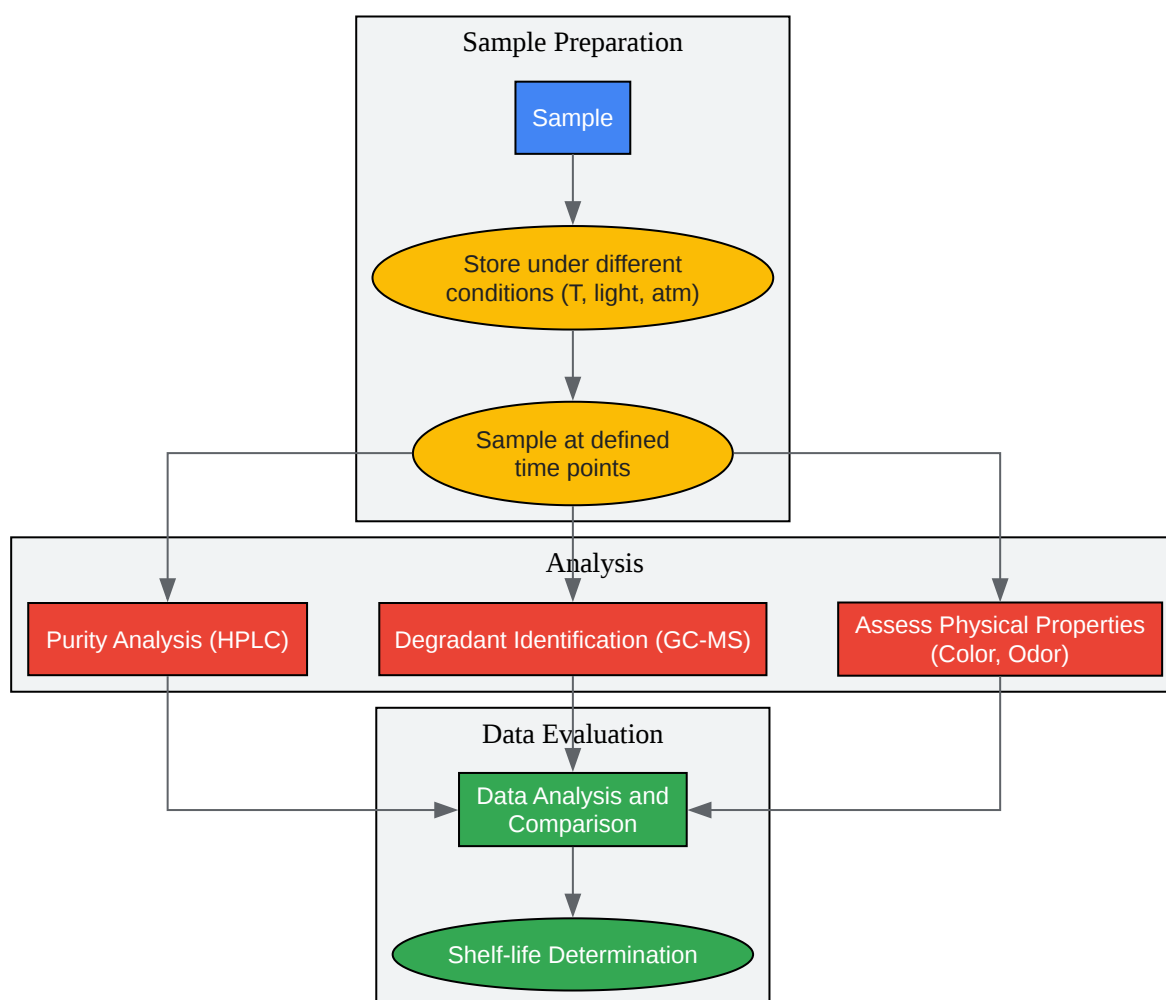 Sample Preparation
Sample
Store under different
conditions (T, light, atm)
Sample at defined
time points
Analysis
Purity Analysis (HPLC)
Degradant Identification (GC-MS)
Assess Physical Properties
(Color, Odor)
Data Evaluation
Data Analysis and
Comparison
Shelf-life Determination